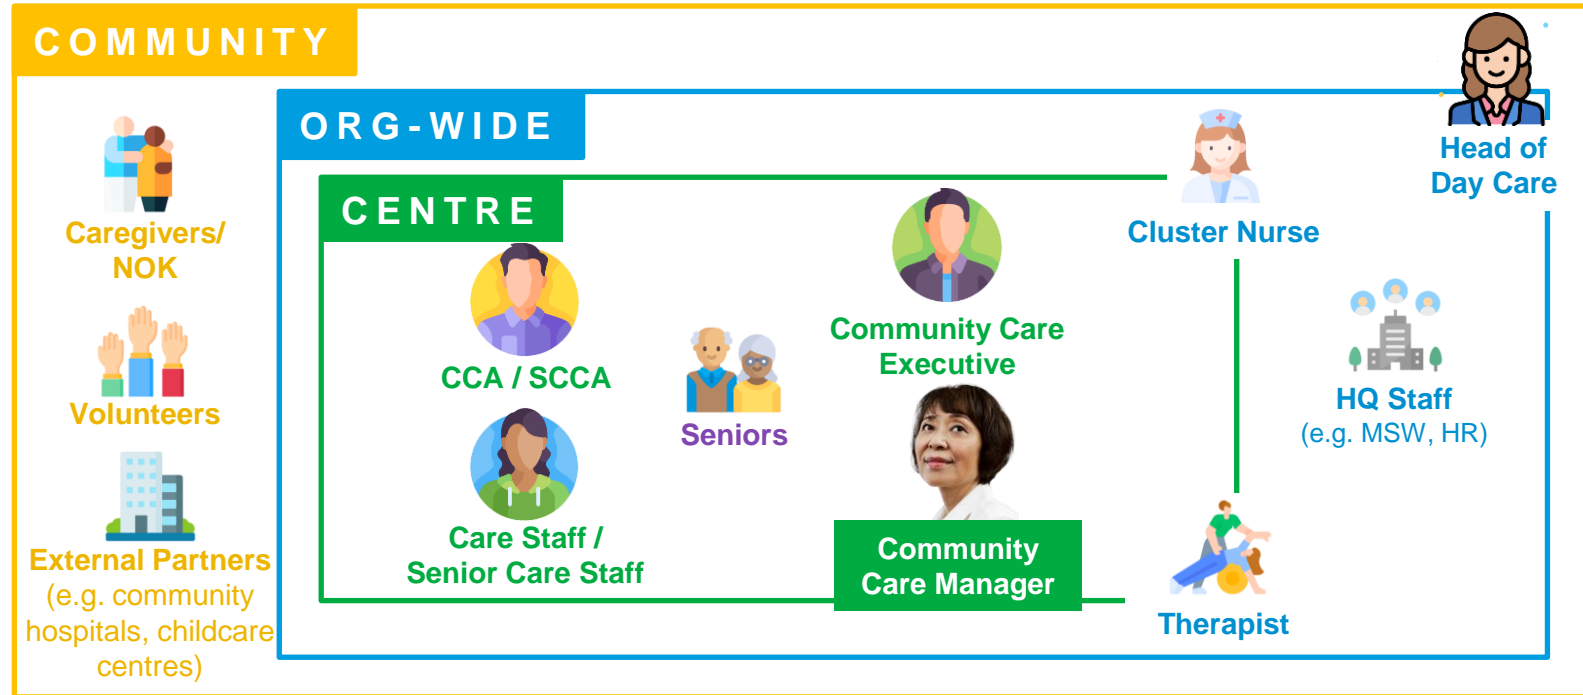 COMMUNITY
ORG-WIDE
CENTRE
Caregivers/
NOK
Volunteers
External Partners
(e.g. community
hospitals, childcare
centres)
CCA / SCCA
Care Staff /
Senior Care Staff
Seniors
Community Care
Executive
Community
Care Manager
Cluster Nurse
Therapist
Head of
Day Care
HQ Staff
(e.g. MSW, HR)